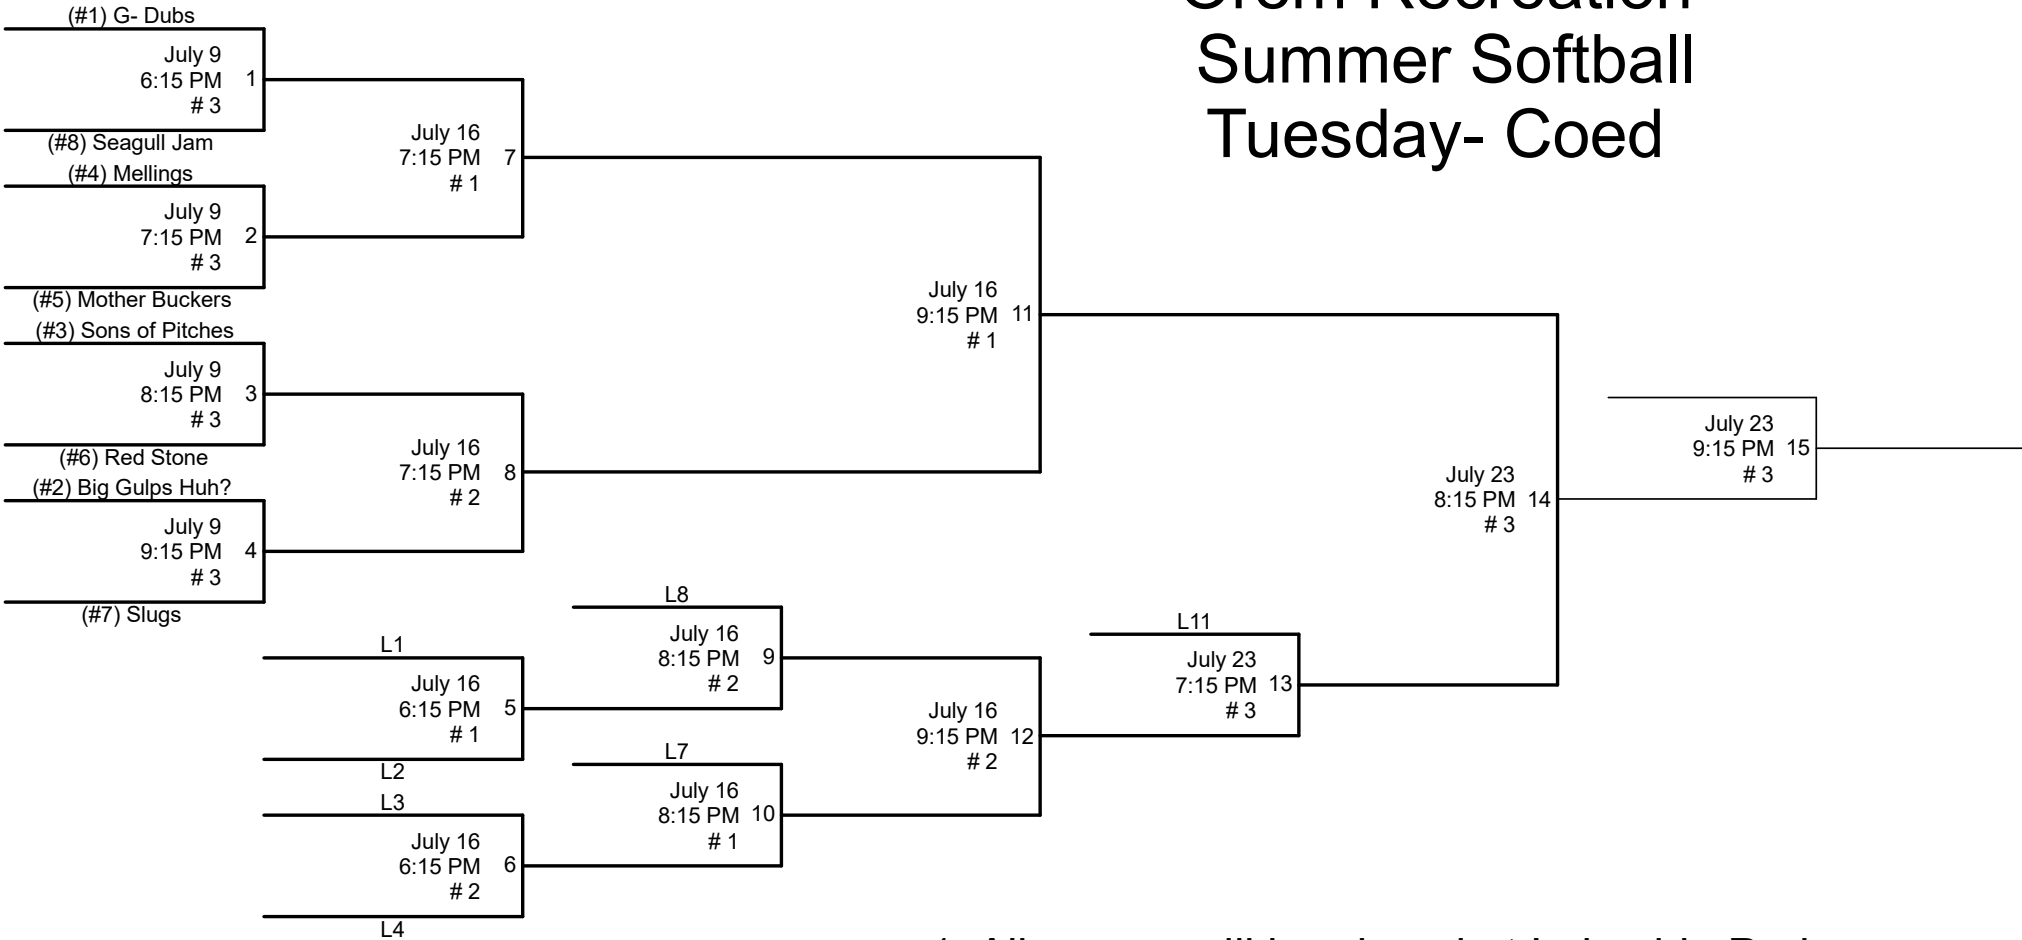 Summer Softball
Tuesday- Coed
(#1) G- Dubs
July 9
6:15 PM 1
# 3
(#8) Seagull Jam
(#4) Mellings
July 9
7:15 PM 2
# 3
(#5) Mother Buckers
(#3) Sons of Pitches
July 9
8:15 PM 3
# 3
(#6) Red Stone
(#2) Big Gulps Huh?
July 9
9:15 PM 4
# 3
(#7) Slugs
July 16
7:15 PM 7
# 1
July 16
7:15 PM 8
# 2
L1
July 16
6:15 PM 5
# 1
L2
L3
July 16
6:15 PM 6
# 2
L4
L8
July 16
8:15 PM 9
# 2
L7
July 16
8:15 PM 10
# 1
July 16
9:15 PM 11
# 1
July 16
9:15 PM 12
# 2
L11
July 23
7:15 PM 13
# 3
July 23
8:15 PM 14
# 3
July 23
9:15 PM 15
# 3